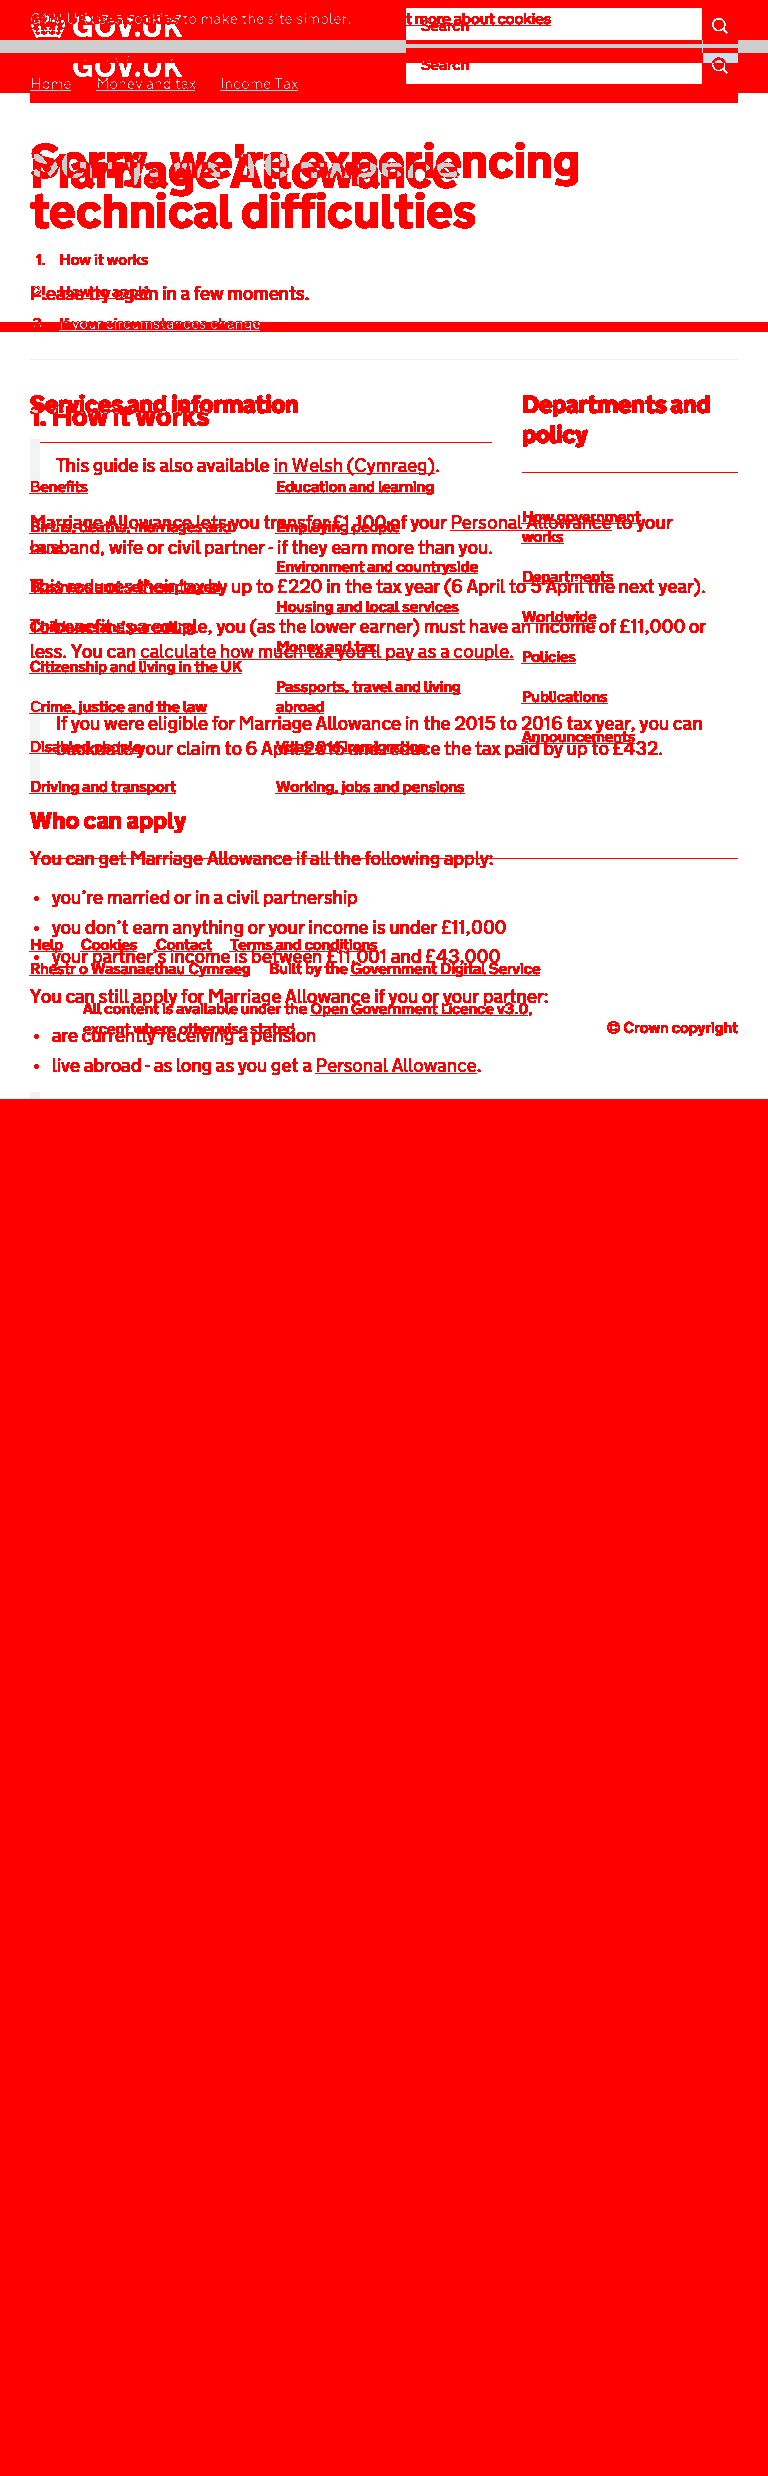 GOV.UK uses cookies to make the site simpler. t more about cookies
GOV.UK Search
GOV.UK Search
Home Money and tax Income Tax
Sorry, we're experiencing
Marriage Allowance
technical difficulties
1. How it works
2. How to apply
Please try again in a few moments.
3. If your circumstances change
Services and information
Departments and
policy
1. How it works
This guide is also available in Welsh (Cymraeg).
Benefits
Education and learning
Births, deaths, marriages and
care
Employing people
How government
works
Marriage Allowance lets you transfer £1,100 of your Personal Allowance to your
husband, wife or civil partner - if they earn more than you.
Environment and countryside
Departments
This reduces their tax by up to £220 in the tax year (6 April to 5 April the next year).
Business and self-employed
Housing and local services
Worldwide
To benefit as a couple, you (as the lower earner) must have an income of £11,000 or
less. You can calculate how much tax you'll pay as a couple.
Childcare and parenting
Money and tax
Policies
Citizenship and living in the UK
Passports, travel and living
abroad
Publications
Crime, justice and the law
If you were eligible for Marriage Allowance in the 2015 to 2016 tax year, you can
backdate your claim to 6 April 2015 and reduce the tax paid by up to £432.
Disabled people
Visas and immigration
Announcements
Driving and transport
Working, jobs and pensions
Who can apply
You can get Marriage Allowance if all the following apply:
• you're married or in a civil partnership
• you don't earn anything or your income is under £11,000
Help Cookies Contact Terms and conditions
• your partner's income is between £11,001 and £43,000
Rhestr o Wasanaethau Cymraeg Built by the Government Digital Service
You can still apply for Marriage Allowance if you or your partner:
All content is available under the Open Government Licence v3.0,
except where otherwise stated
© Crown copyright
• are currently receiving a pension
• live abroad - as long as you get a Personal Allowance.